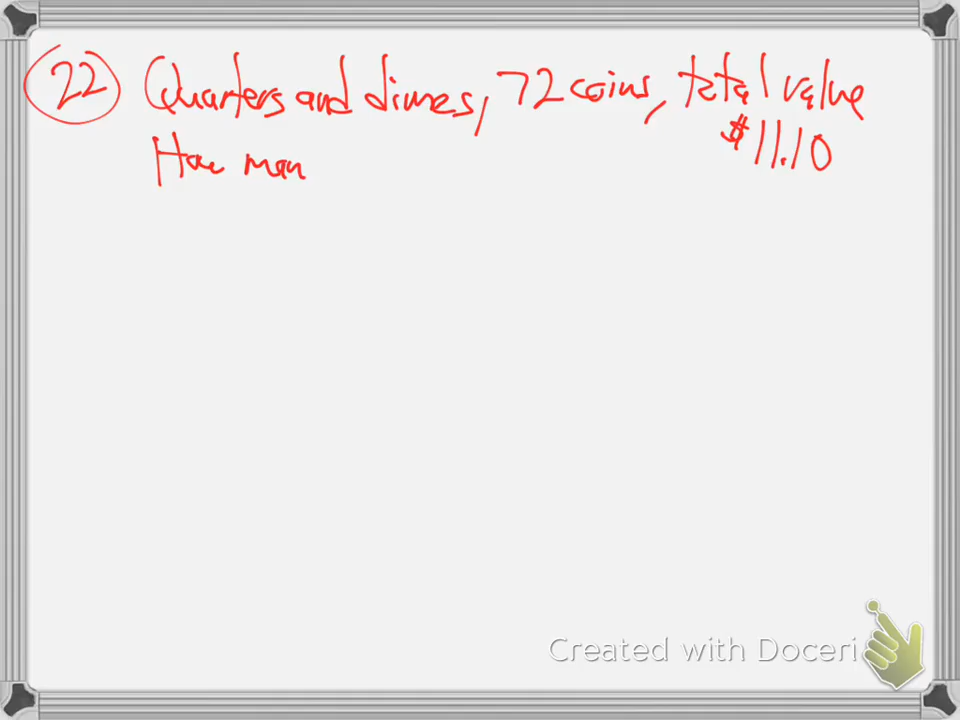 22 Quarters and dimes, 72 coins, total value
$11.10
How man
Created with Doceri